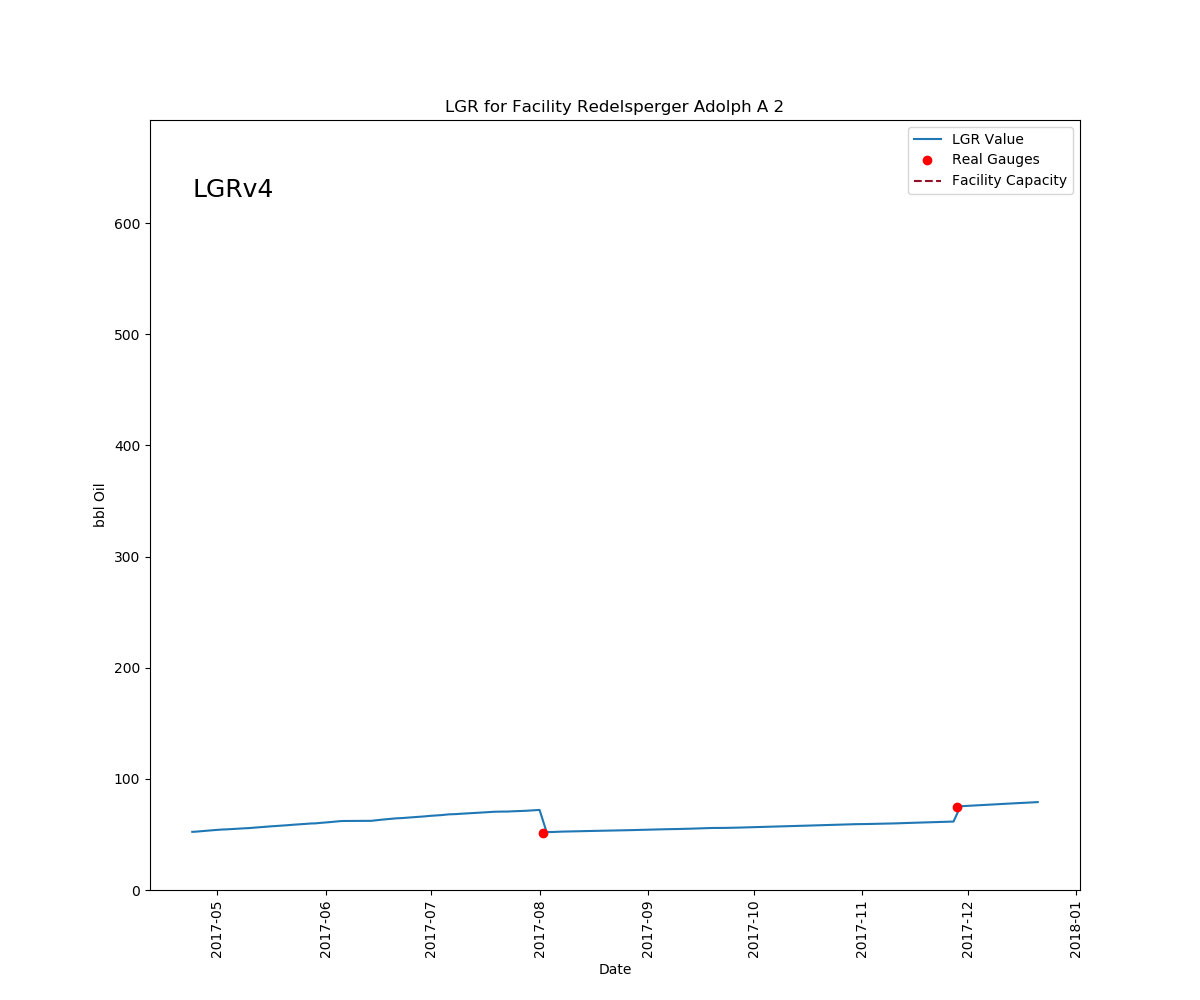 LGR for Facility Redelsperger Adolph A 2
LGRv4
LGR Value
Real Gauges
Facility Capacity
600
500
400
300
200
100
0
bbl Oil
2017-05
2017-06
2017-07
2017-08
2017-09
2017-10
2017-11
2017-12
2018-01
Date